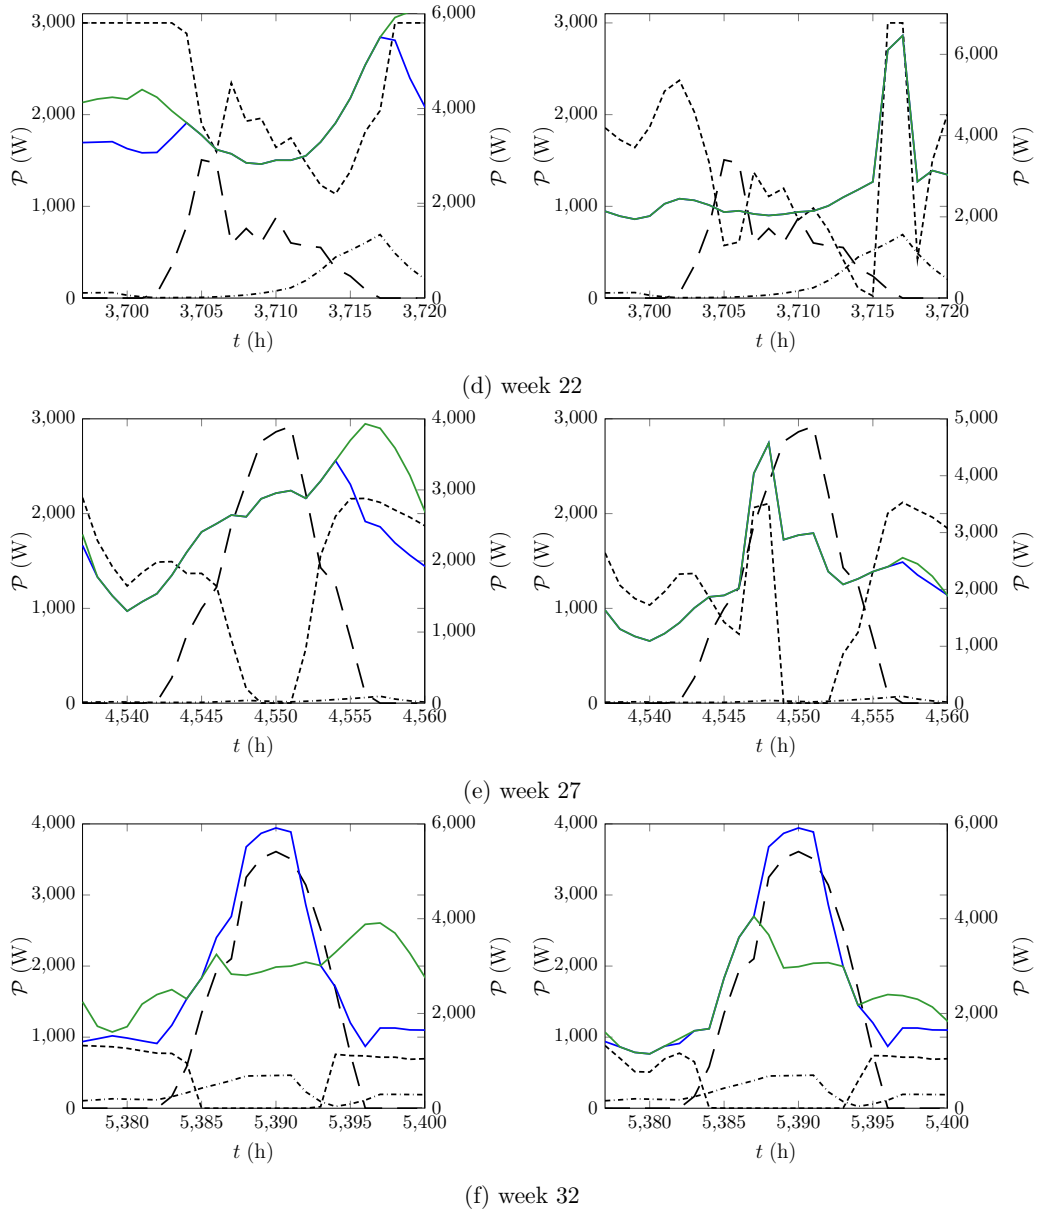 3,000
2,000
1,000
0
𝒫 (W)
6,000
4,000
2,000
0
𝒫 (W)
3,700 3,705 3,710 3,715 3,720
t (h)
3,000
2,000
1,000
0
𝒫 (W)
6,000
4,000
2,000
0
𝒫 (W)
3,700 3,705 3,710 3,715 3,720
t (h)
(d) week 22
3,000
2,000
1,000
0
𝒫 (W)
4,000
3,000
2,000
1,000
0
𝒫 (W)
4,540 4,545 4,550 4,555 4,560
t (h)
3,000
2,000
1,000
0
𝒫 (W)
5,000
4,000
3,000
2,000
1,000
0
𝒫 (W)
4,540 4,545 4,550 4,555 4,560
t (h)
(e) week 27
4,000
3,000
2,000
1,000
0
𝒫 (W)
6,000
4,000
2,000
0
𝒫 (W)
5,380 5,385 5,390 5,395 5,400
t (h)
4,000
3,000
2,000
1,000
0
𝒫 (W)
6,000
4,000
2,000
0
𝒫 (W)
5,380 5,385 5,390 5,395 5,400
t (h)
(f) week 32